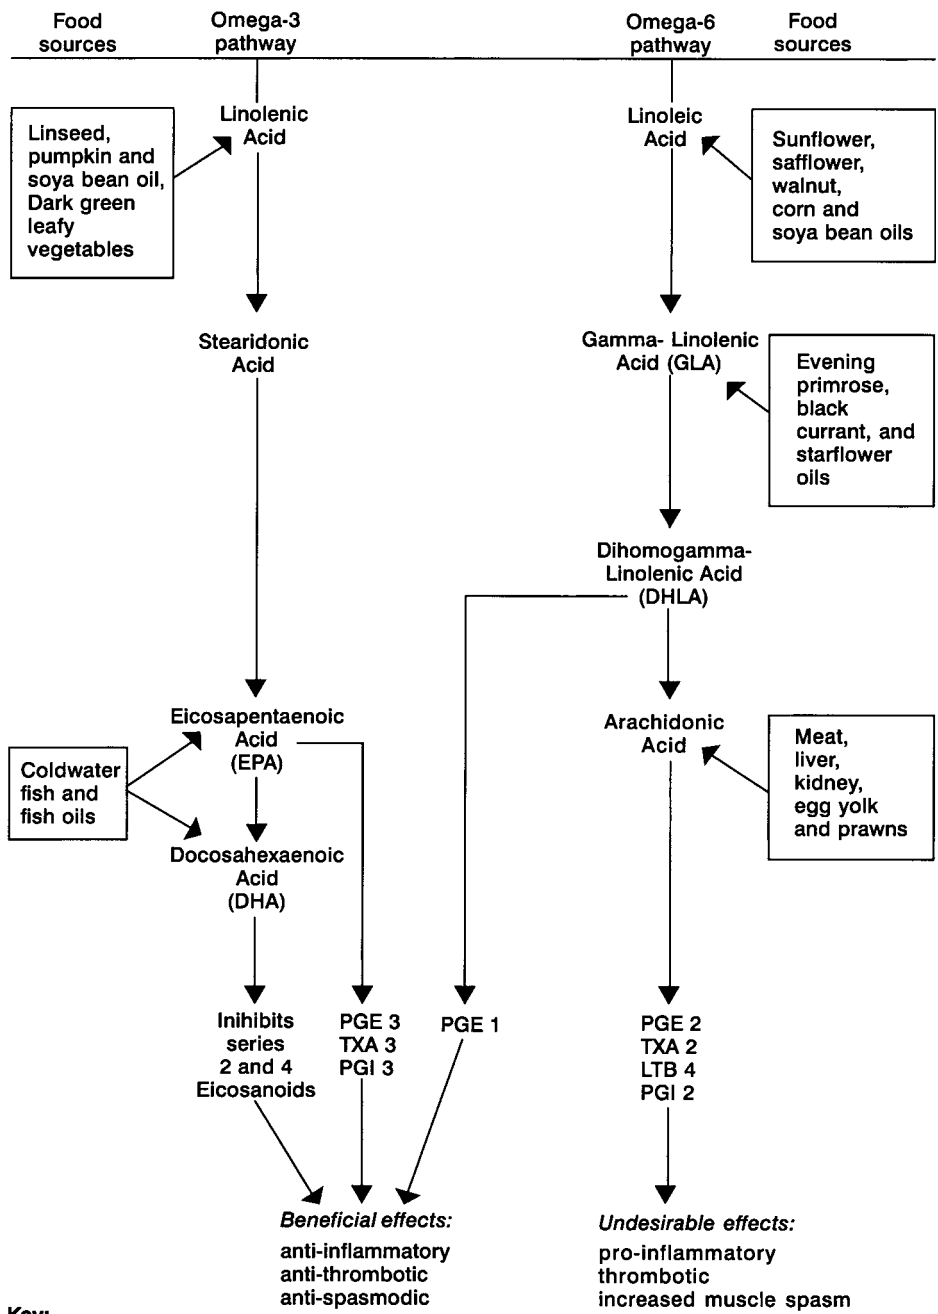 Food
sources
Omega-3
pathway
Omega-6
pathway
Food
sources
Linolenic
Acid
Linseed,
pumpkin and
soya bean oil,
Dark green
leafy
vegetables
Linoleic
Acid
Sunflower,
safflower,
walnut,
corn and
soya bean oils
Stearidonic
Acid
Gamma- Linolenic
Acid (GLA)
Evening
primrose,
black
currant, and
starflower
oils
Dihomogamma-
Linolenic Acid
(DHLA)
Eicosapentaenoic
Acid
(EPA)
Coldwater
fish and
fish oils
Docosahexaenoic
Acid
(DHA)
Arachidonic
Acid
Meat,
liver,
kidney,
egg yolk
and prawns
Inihibits
series
2 and 4
Eicosanoids
PGE 3
TXA 3
PGI 3
PGE 1
PGE 2
TXA 2
LTB 4
PGI 2
Beneficial effects:
anti-inflammatory
anti-thrombotic
anti-spasmodic
Undesirable effects:
pro-inflammatory
thrombotic
increased muscle spasm
Key: